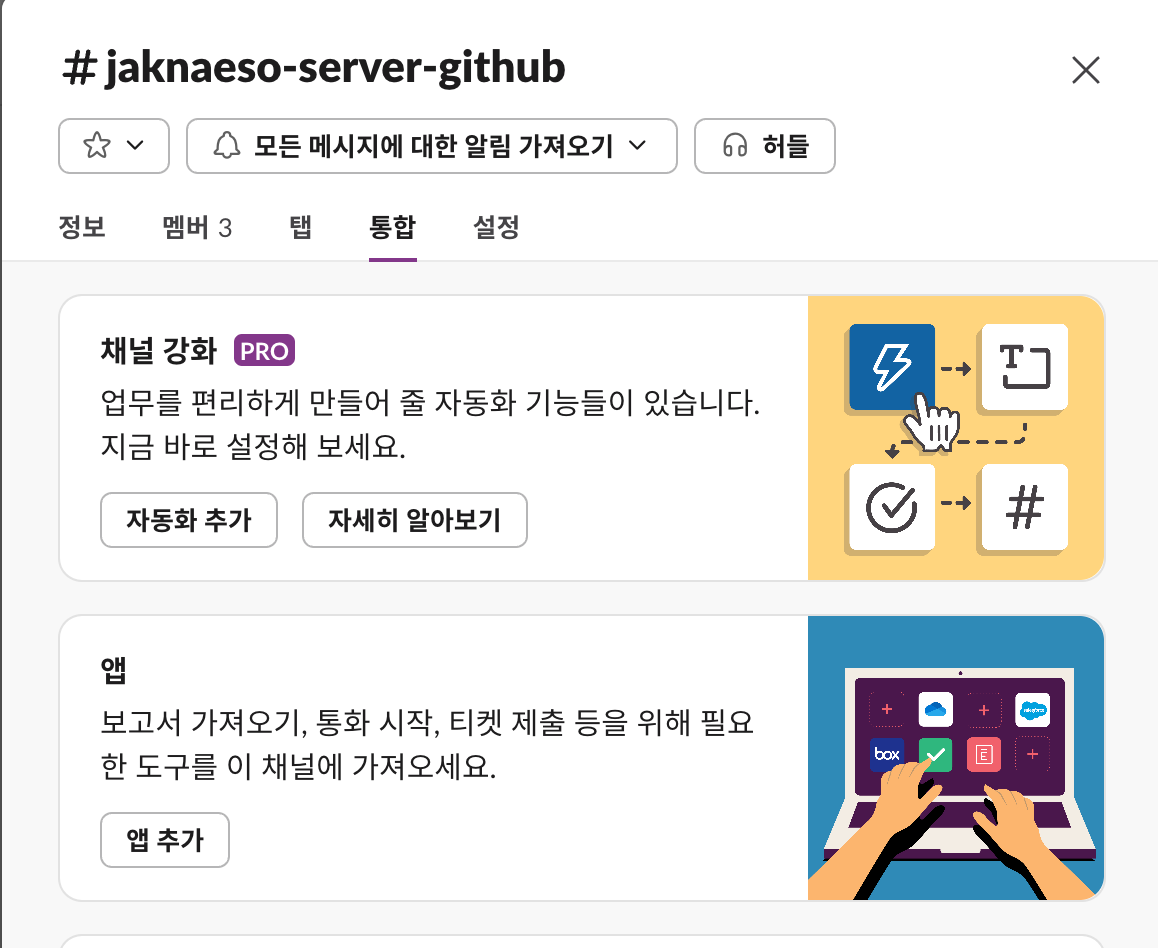 # jaknaeso-server-github
모든 메시지에 대한 알림 가져오기
허들
정보
멤버 3
탭
통합
설정
채널 강화 PRO
업무를 편리하게 만들어 줄 자동화 기능들이 있습니다.
지금 바로 설정해 보세요.
자동화 추가
자세히 알아보기
T
#
앱
보고서 가져오기, 통화 시작, 티켓 제출 등을 위해 필요
한 도구를 이 채널에 가져오세요.
앱 추가
salesforce
box
E